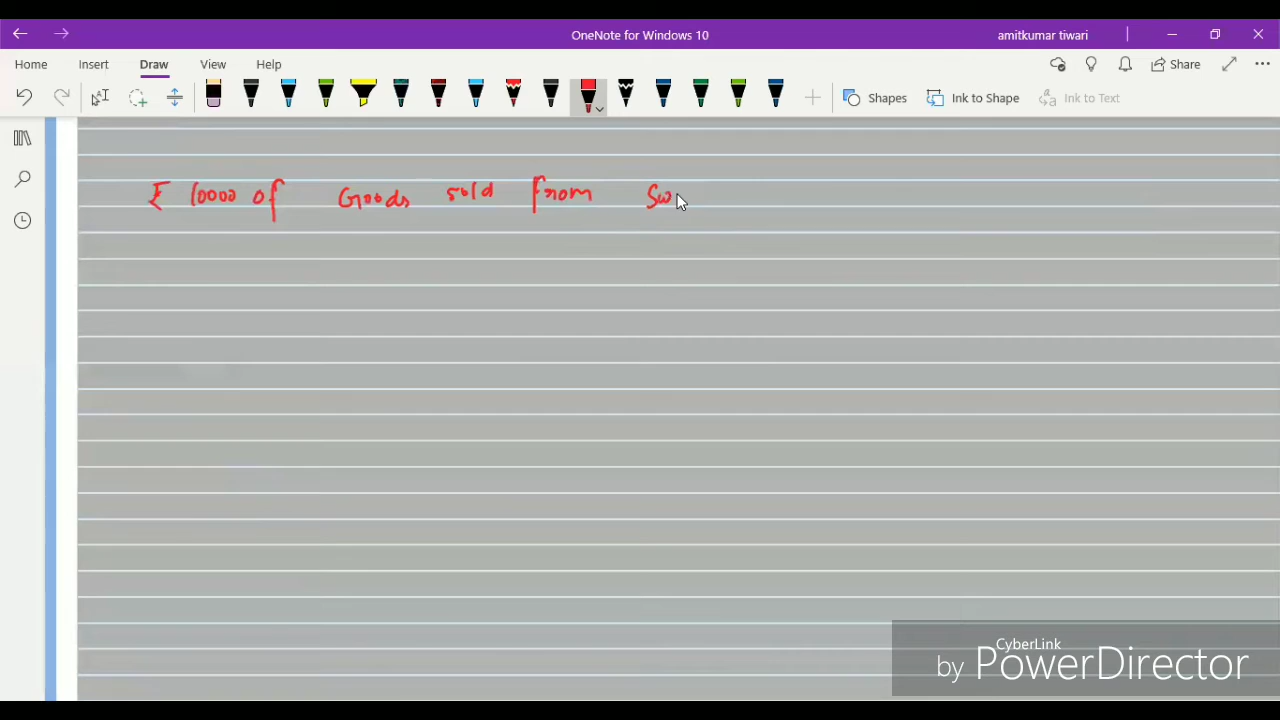 OneNote for Windows 10
amitkumar tiwari
Home Insert Draw View Help
Share
Shapes Ink to Shape Ink to Text
₹ 10000 of Goods sold from Sw
CyberLink
by PowerDirector